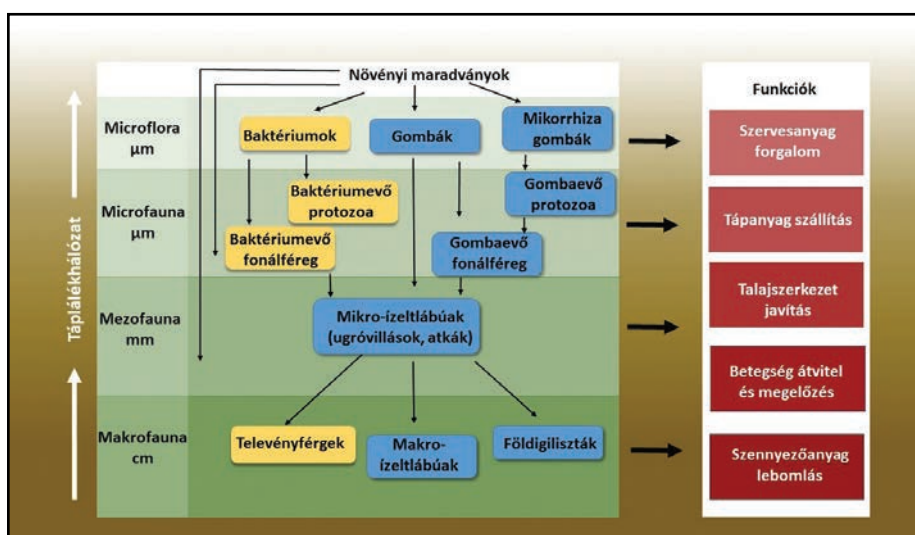 Növényi maradványok
Funkciók
Táplálékhálózat
Microflora
µm
Baktériumok
Gombák
Mikorrhiza
gombák
Szervesanyag
forgalom
Microfauna
µm
Baktériumevő
protozoa
Gombaevő
protozoa
Baktériumevő
fonálféreg
Gombaevő
fonálféreg
Tápanyag szállítás
Mezofauna
mm
Mikro-ízeltlábúak
(ugróvillások, atkák)
Talajszerkezet
javítás
Betegség átvitel
és megelőzés
Makrofauna
cm
Televényférgek
Makro-
ízeltlábúak
Földigiliszták
Szennyezőanyag
lebomlás